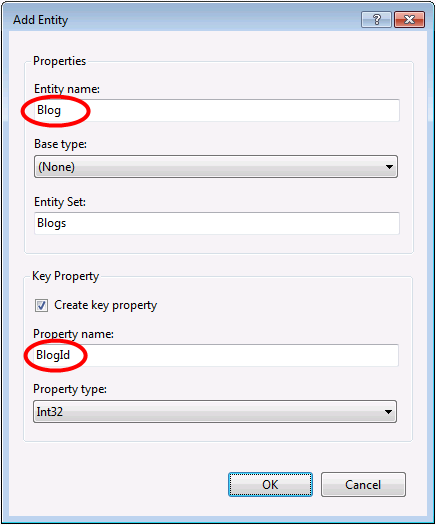 Add Entity
Properties
Entity name:
Blog
Base type:
(None)
Entity Set:
Blogs
Key Property
Create key property
Property name:
BlogId
Property type:
Int32
OK Cancel